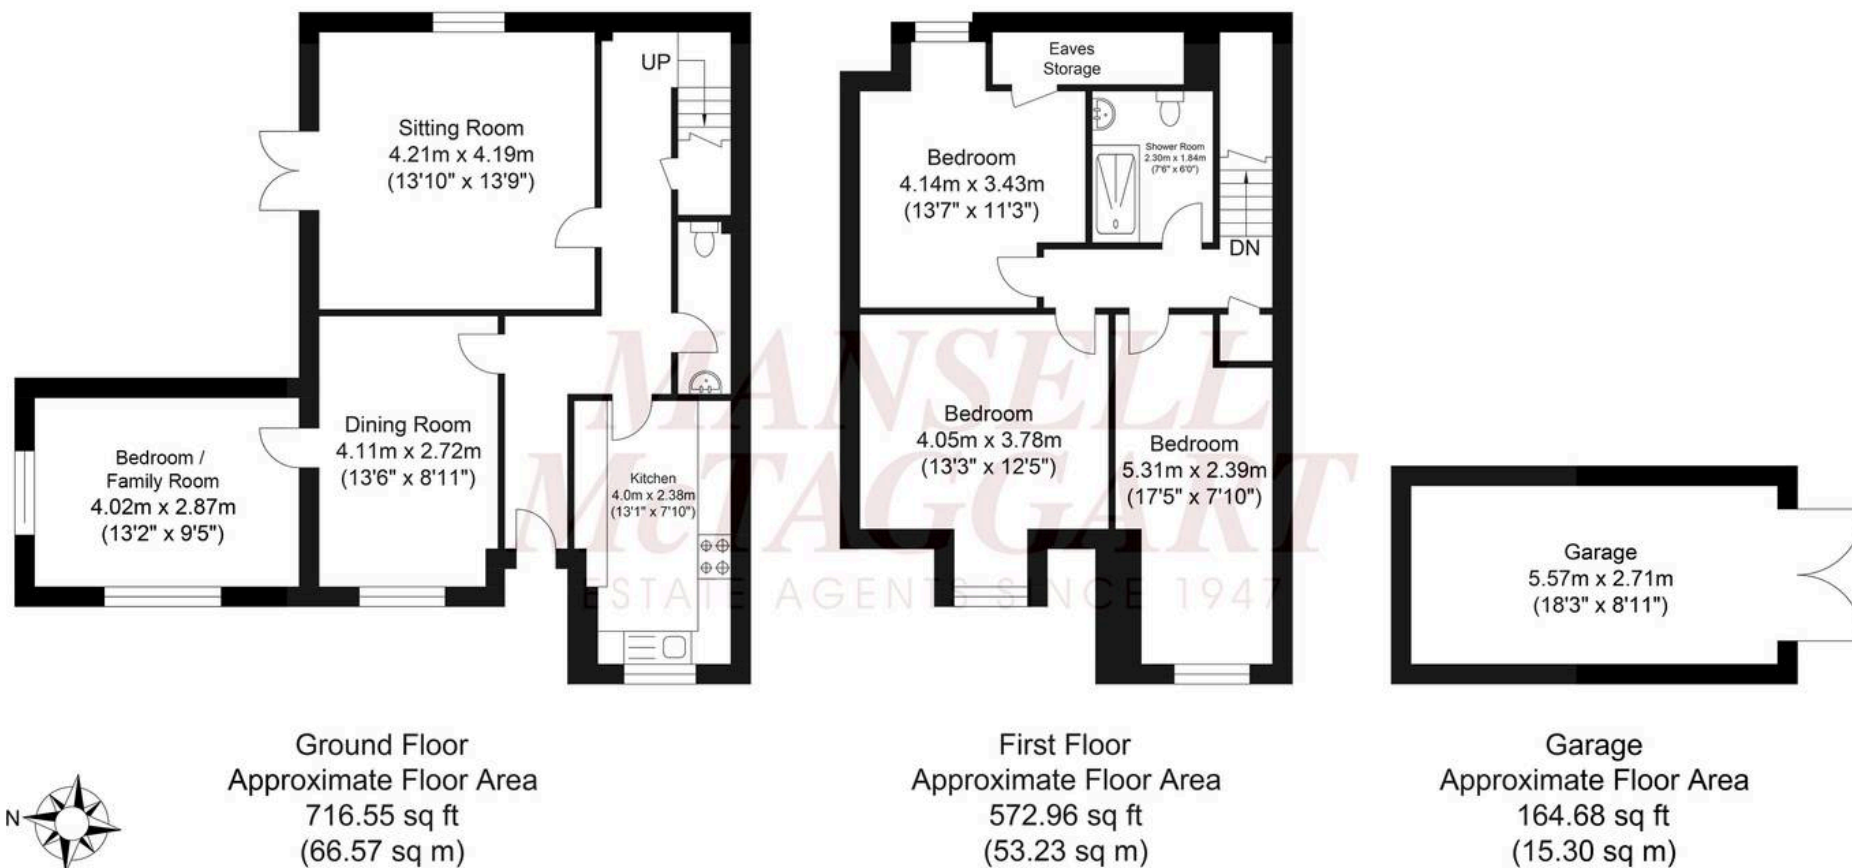 UP
Sitting Room
4.21m x 4.19m
(13'10" x 13'9")
Bedroom /
Family Room
4.02m x 2.87m
(13'2" x 9'5")
Dining Room
4.11m x 2.72m
(13'6" x 8'11")
Kitchen
4.0m x 2.38m
(13'1" x 7'10")
Eaves
Storage
Bedroom
4.14m x 3.43m
(13'7" x 11'3")
Shower Room
2.30m x 1.84m
(7'6" x 6'0")
DN
Bedroom
4.05m x 3.78m
(13'3" x 12'5")
Bedroom
5.31m x 2.39m
(17'5" x 7'10")
Garage
5.57m x 2.71m
(18'3" x 8'11")
MANSELL
McTAGGART
ESTATE AGENTS SINCE 1947
N
Ground Floor
Approximate Floor Area
716.55 sq ft
(66.57 sq m)
First Floor
Approximate Floor Area
572.96 sq ft
(53.23 sq m)
Garage
Approximate Floor Area
164.68 sq ft
(15.30 sq m)